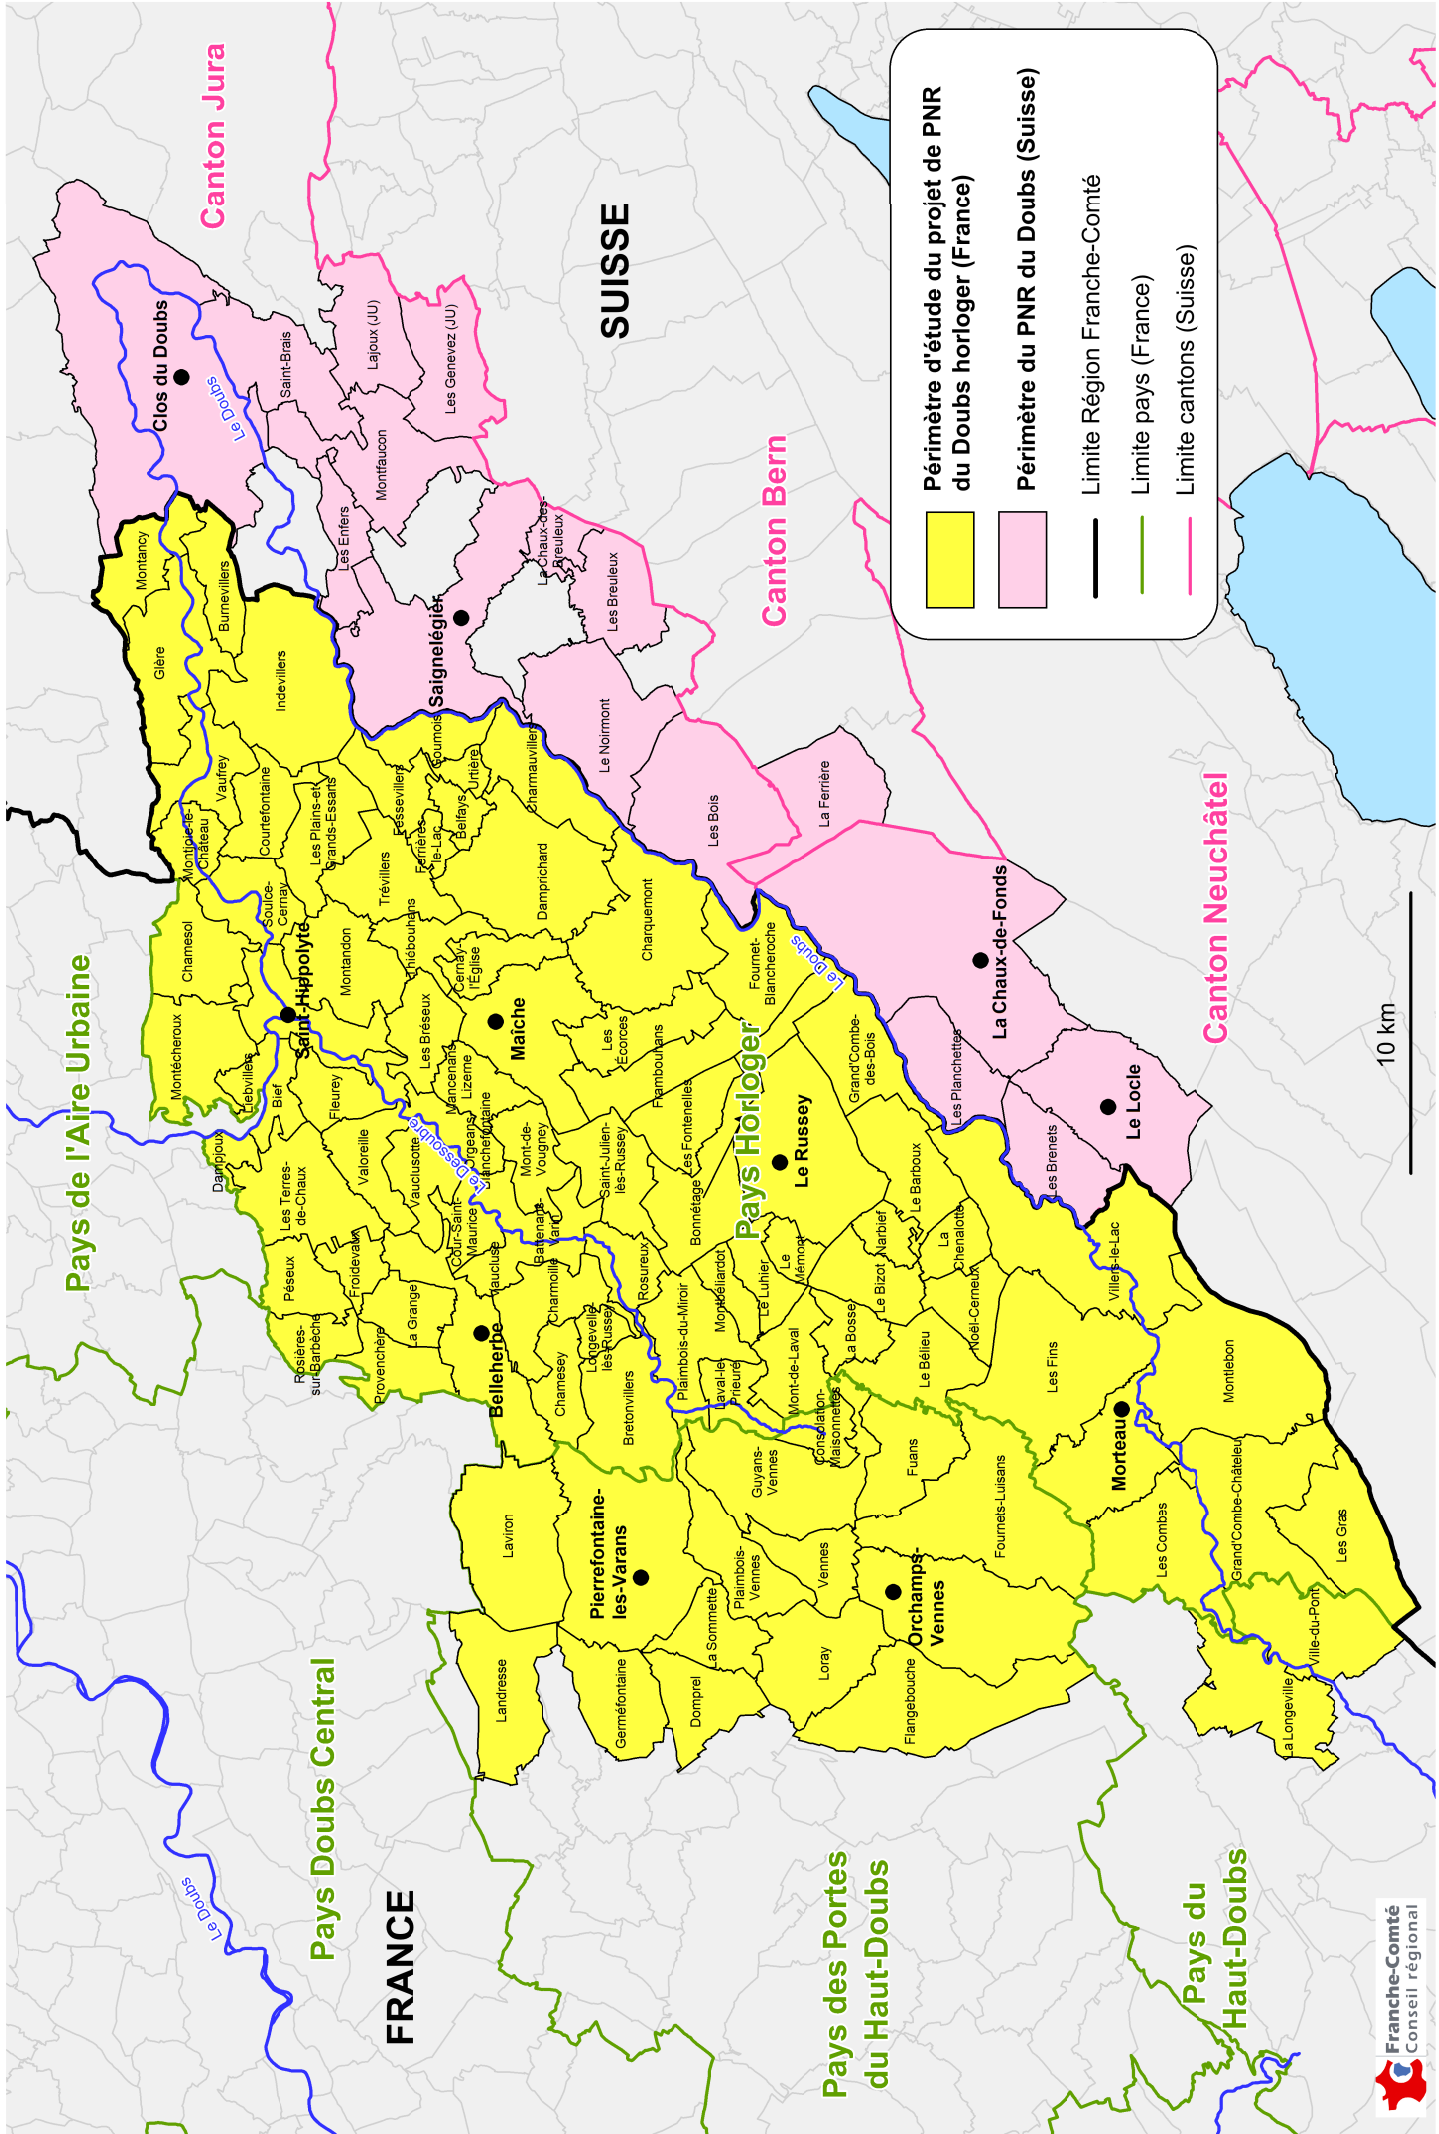 Pays de l'Aire Urbaine
Canton Jura
Clos du Doubs
Le Doubs
Saint-Brais
Lajoux (JU)
Les Genevez (JU)
Montfaucon
Les Enfers
La Chaux-des-
Breuleux
Les Breuleux
Saignelégier
Le Noirmont
Les Bois
La Ferrière
SUISSE
Canton Bern
Canton Neuchâtel
La Chaux-de-Fonds
Les Planchettes
Le Locle
Les Brenets
Montancy
Burnevillers
Glère
Indevillers
Vaufrey
Montjoie-le-
Château
Courtefontaine
Les Plains-et-
Grands-Essarts
Fessevillers
Goumois
Urtière
Charmauvillers
Ferrières-
le-Lac
Belfays
Trévillers
Damprichard
Chamesol
Soulce-
Cernay
Saint-Hippolyte
Montandon
Thiébouhans
Cernay-
l'Église
Charquemont
Fournet-
Blancheroche
Le Doubs
Montécheroux
Liebvillers
Bief
Fleurey
Les Bréseux
Maîche
Mancenans
Lizerne
Les
Écorces
Frambouhans
Les Fontenelles
Grand'Combe-
des-Bois
Dampjoux
Les Terres-
de-Chaux
Valoreille
Vauclusotte
Le Dessoubre
Orgeans-
Blanchefontaine
Mont-de-
Vougney
Saint-Julien-
lès-Russey
Bonnétage
Pays Horloger
Le Russey
Le Barboux
Péseux
Froidevaux
Cour-Saint-
Maurice
Battenans-
Varin
Vaucluse
Rosureux
Le
Mémont
Narbief
La
Chenalotte
Villers-le-Lac
Rosières-
sur-Barbèche
Provenchère
La Grange
Belleherbe
Charmoille
Longevelle-
lès-Russey
Chamesey
Bretonvillers
Plaimbois-du-Miroir
Montbéliardot
Laval-le-
Prieuré
Le Luhier
Mont-de-Laval
La Bosse
Le Bizot
Le Bélieu
Noël-Cerneux
Les Fins
Montlebon
Consolation-
Maisonnettes
Morteau
Laviron
Pierrefontaine-
les-Varans
Guyans-
Vennes
Fuans
Fournets-Luisans
Plaimbois-
Vennes
Vennes
Orchamps-
Vennes
Les Combes
Grand'Combe-Châteleu
Les Gras
Landresse
Germéfontaine
La Sommette
Domprel
Loray
Flangebouche
Ville-du-Pont
La Longeville
Pays Doubs Central
Le Doubs
FRANCE
Pays des Portes
du Haut-Doubs
Pays du
Haut-Doubs
Périmètre d'étude du projet de PNR
du Doubs horloger (France)
Périmètre du PNR du Doubs (Suisse)
Limite Région Franche-Comté
Limite pays (France)
Limite cantons (Suisse)
10 km
Franche-Comté
Conseil régional